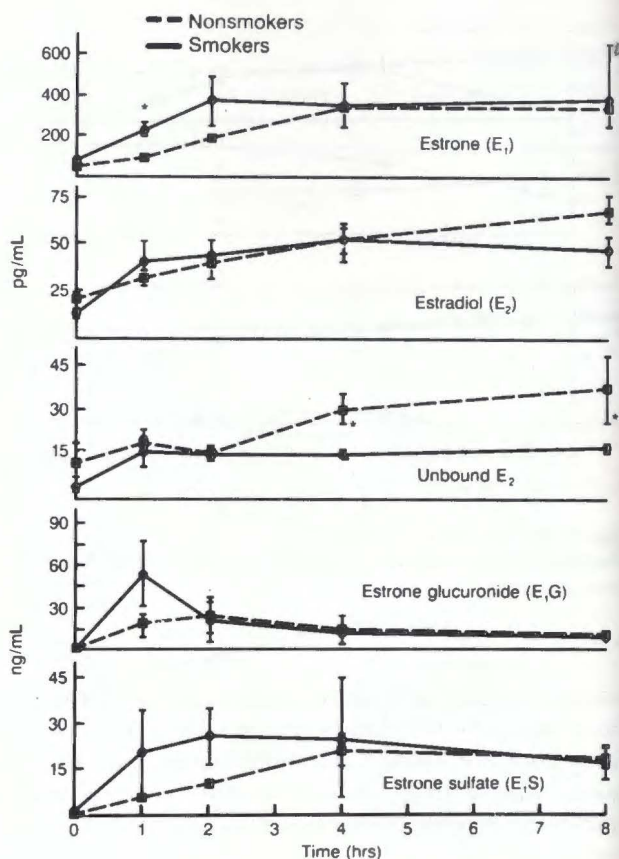 Nonsmokers
Smokers
600
400
200
Estrone (E₁)
*
75
50
25
pg/mL
Estradiol (E₂)
45
30
15
*
*
Unbound E₂
90
60
30
Estrone glucuronide (E₁G)
ng/mL
45
30
15
Estrone sulfate (E₁S)
0 1 2 3 4 5 6 7 8
Time (hrs)